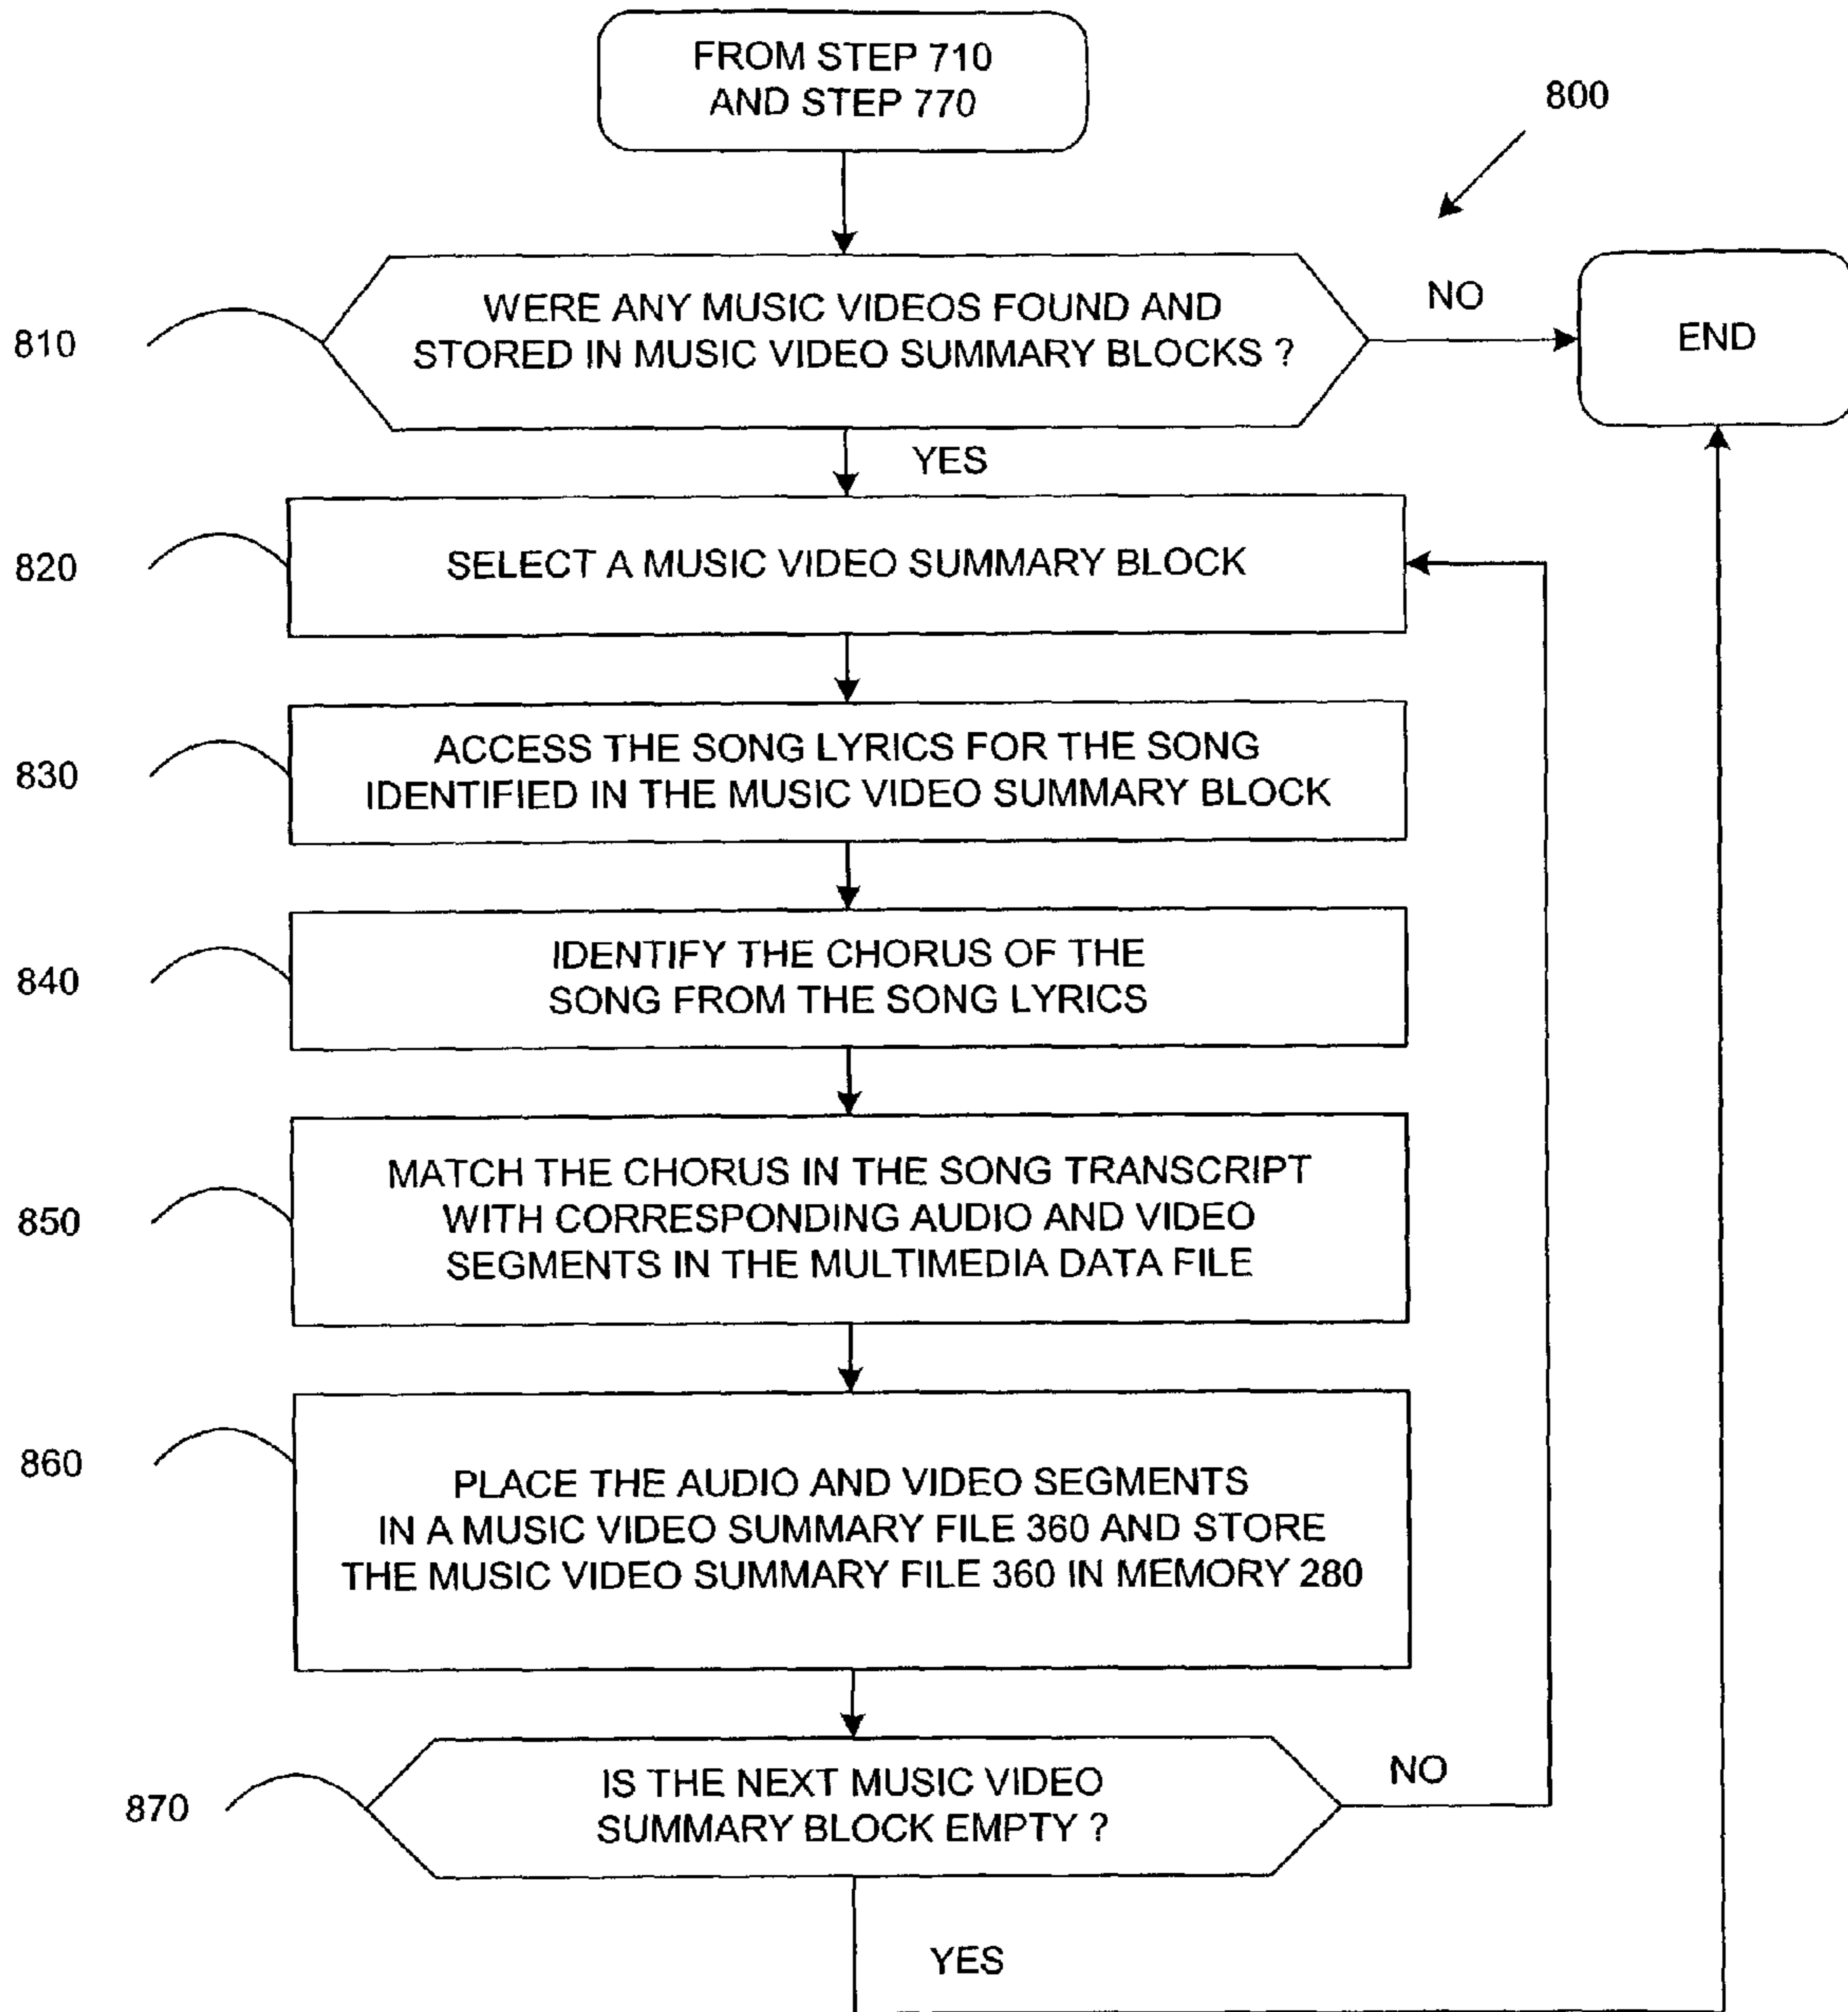 FROM STEP 710
AND STEP 770
800
810
WERE ANY MUSIC VIDEOS FOUND AND
STORED IN MUSIC VIDEO SUMMARY BLOCKS ?
NO
END
YES
820
SELECT A MUSIC VIDEO SUMMARY BLOCK
830
ACCESS THE SONG LYRICS FOR THE SONG
IDENTIFIED IN THE MUSIC VIDEO SUMMARY BLOCK
840
IDENTIFY THE CHORUS OF THE
SONG FROM THE SONG LYRICS
850
MATCH THE CHORUS IN THE SONG TRANSCRIPT
WITH CORRESPONDING AUDIO AND VIDEO
SEGMENTS IN THE MULTIMEDIA DATA FILE
860
PLACE THE AUDIO AND VIDEO SEGMENTS
IN A MUSIC VIDEO SUMMARY FILE 360 AND STORE
THE MUSIC VIDEO SUMMARY FILE 360 IN MEMORY 280
870
IS THE NEXT MUSIC VIDEO
SUMMARY BLOCK EMPTY ?
NO
YES